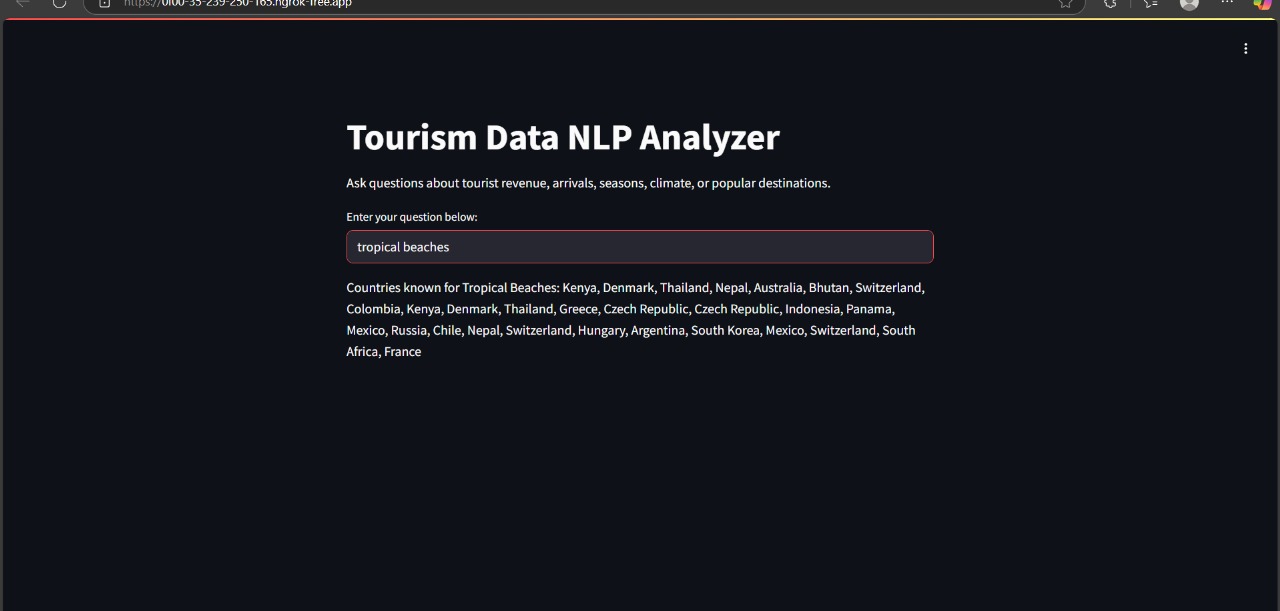 https://0f00-35-239-250-165.ngrok-free.app
Tourism Data NLP Analyzer
Ask questions about tourist revenue, arrivals, seasons, climate, or popular destinations.
Enter your question below:
tropical beaches
Countries known for Tropical Beaches: Kenya, Denmark, Thailand, Nepal, Australia, Bhutan, Switzerland,
Colombia, Kenya, Denmark, Thailand, Greece, Czech Republic, Czech Republic, Indonesia, Panama,
Mexico, Russia, Chile, Nepal, Switzerland, Hungary, Argentina, South Korea, Mexico, Switzerland, South
Africa, France